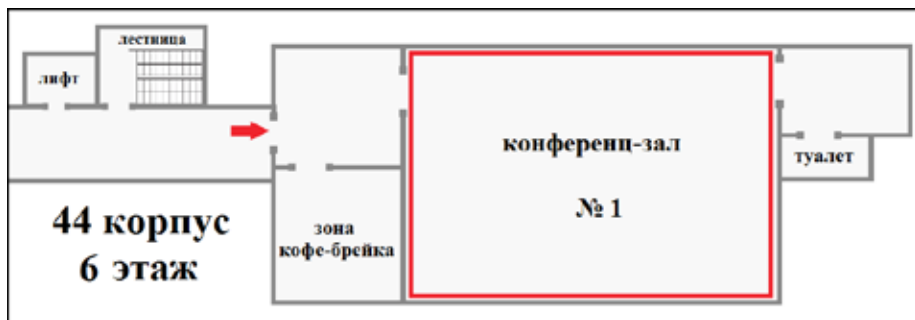 лестница
лифт
конференц-зал
№ 1
туалет
зона
кофе-брейка
44 корпус
6 этаж